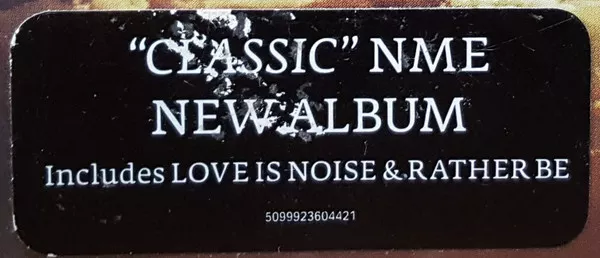 “CLASSIC” NME
NEW ALBUM
Includes LOVE IS NOISE & RATHER BE
5099923604421